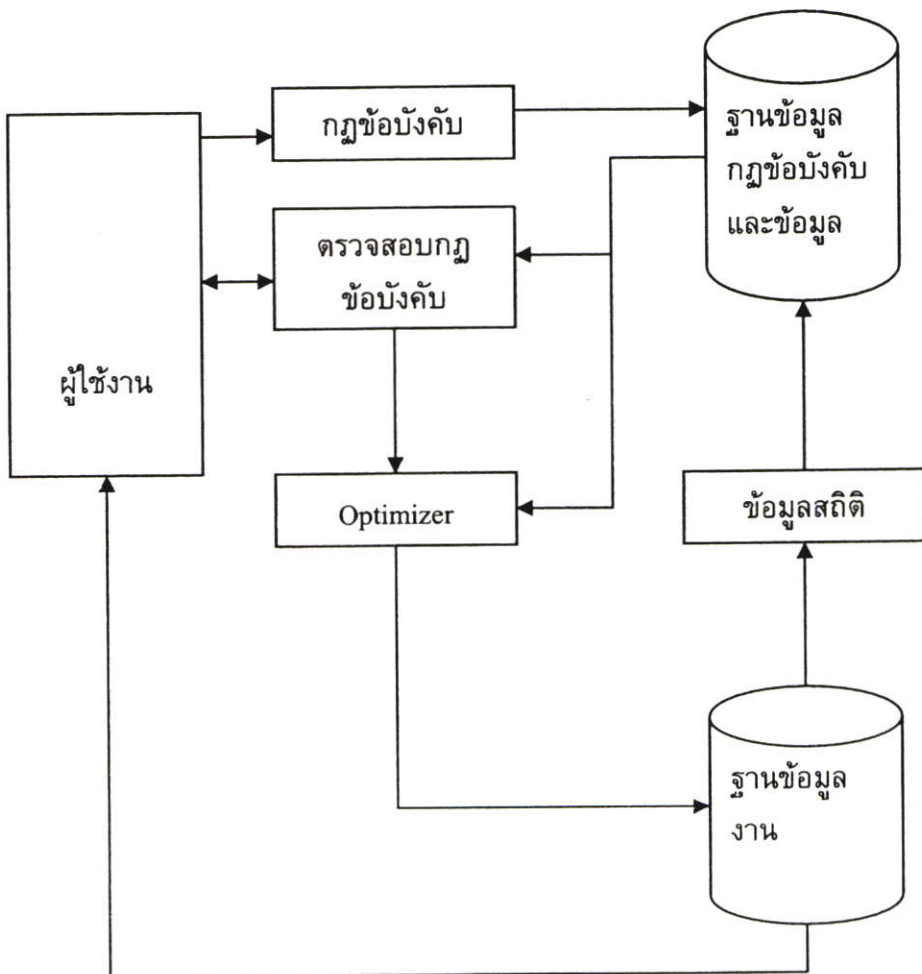 กฎข้อบังคับ
ฐานข้อมูล
กฎข้อบังคับ
และข้อมูล
ตรวจสอบกฎ
ข้อบังคับ
ผู้ใช้งาน
Optimizer
ข้อมูลสถิติ
ฐานข้อมูล
งาน